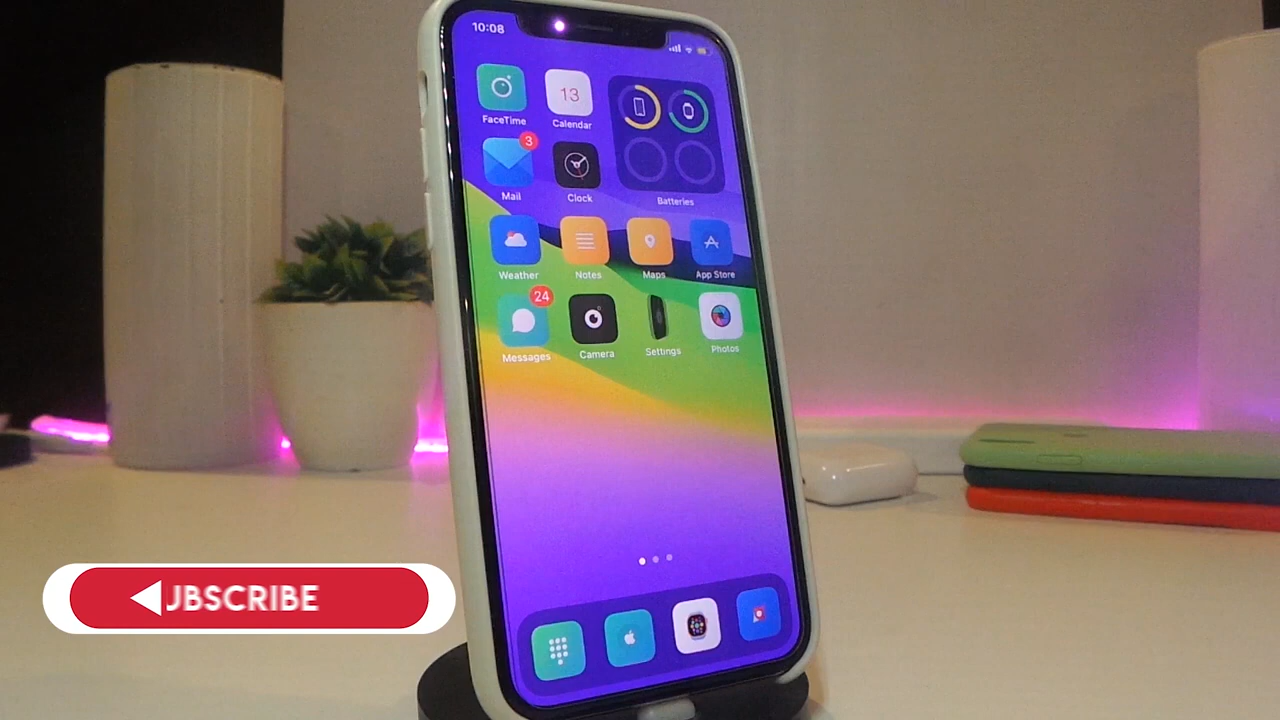 10:08
FaceTime
Calendar
13
3
Mail
Clock
Batteries
Weather
Notes
Maps
App Store
24
Messages
Camera
Settings
Photos
JBSCRIBE